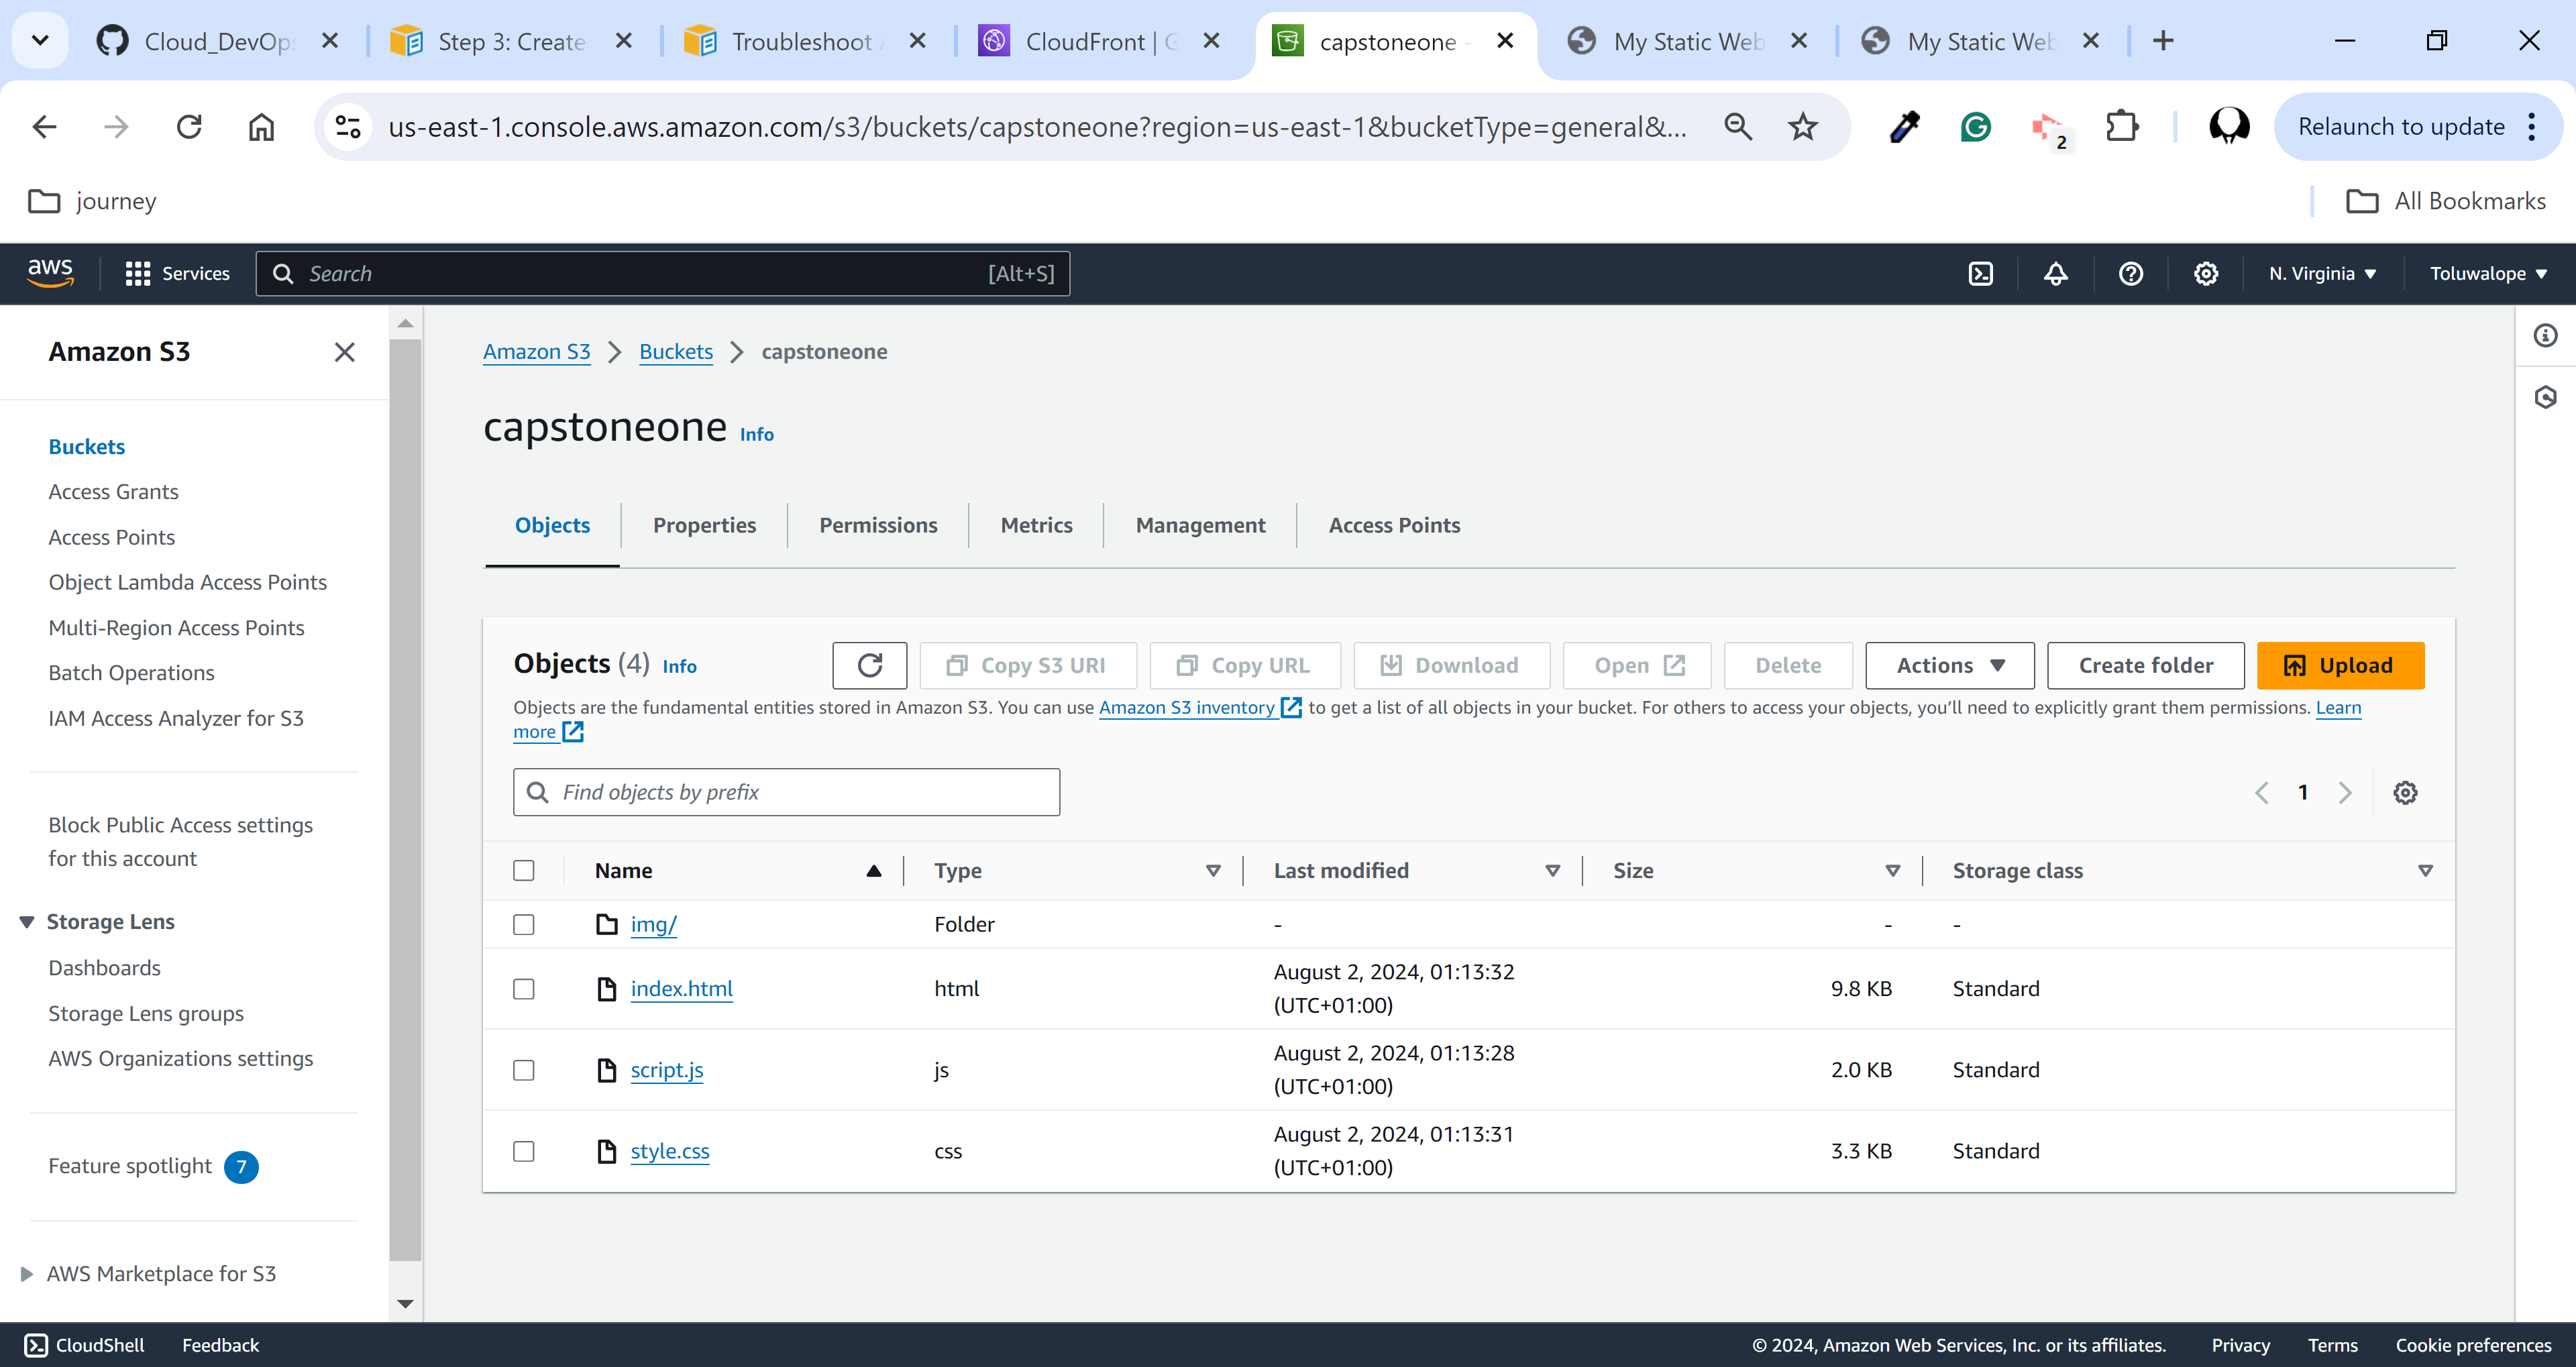 Cloud_DevOps
Step 3: Create
Troubleshoot
CloudFront | G
capstoneone -
My Static Web
My Static Web
us-east-1.console.aws.amazon.com/s3/buckets/capstoneone?region=us-east-1&bucketType=general&...
2
Relaunch to update
journey
All Bookmarks
aws
Services
Search
[Alt+S]
N. Virginia
Toluwalope
Amazon S3
Buckets
Access Grants
Access Points
Object Lambda Access Points
Multi-Region Access Points
Batch Operations
IAM Access Analyzer for S3
Block Public Access settings
for this account
Storage Lens
Dashboards
Storage Lens groups
AWS Organizations settings
Feature spotlight 7
AWS Marketplace for S3
Amazon S3 > Buckets > capstoneone
capstoneone Info
Objects Properties Permissions Metrics Management Access Points
Objects (4) Info
Copy S3 URI
Copy URL
Download
Open
Delete
Actions
Create folder
Upload
Objects are the fundamental entities stored in Amazon S3. You can use Amazon S3 inventory to get a list of all objects in your bucket. For others to access your objects, you'll need to explicitly grant them permissions. Learn
more
Find objects by prefix
1
Name Type Last modified Size Storage class
img/ Folder - - -
index.html html August 2, 2024, 01:13:32 (UTC+01:00) 9.8 KB Standard
script.js js August 2, 2024, 01:13:28 (UTC+01:00) 2.0 KB Standard
style.css css August 2, 2024, 01:13:31 (UTC+01:00) 3.3 KB Standard
CloudShell Feedback
© 2024, Amazon Web Services, Inc. or its affiliates. Privacy Terms Cookie preferences